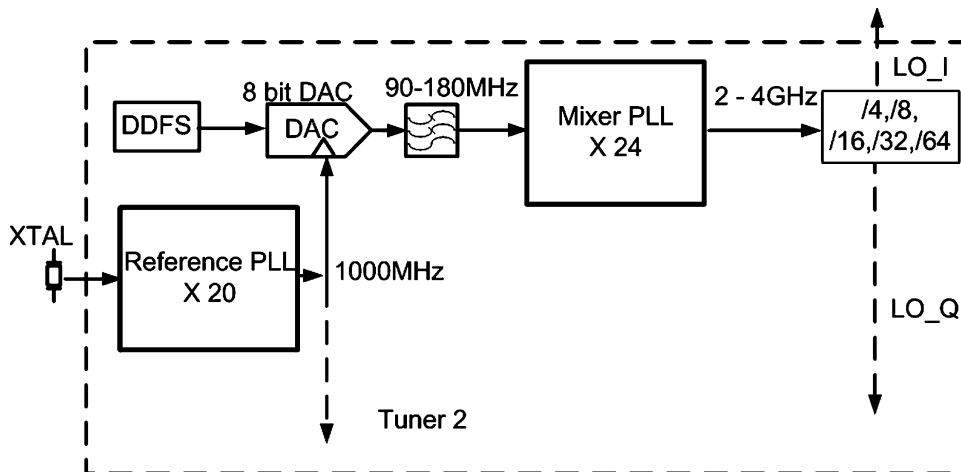 LO_I
8 bit DAC
90-180MHz
DDFS
DAC
Mixer PLL
X 24
2 - 4GHz
/4,/8,
/16,/32,/64
XTAL
Reference PLL
X 20
1000MHz
LO_Q
Tuner 2